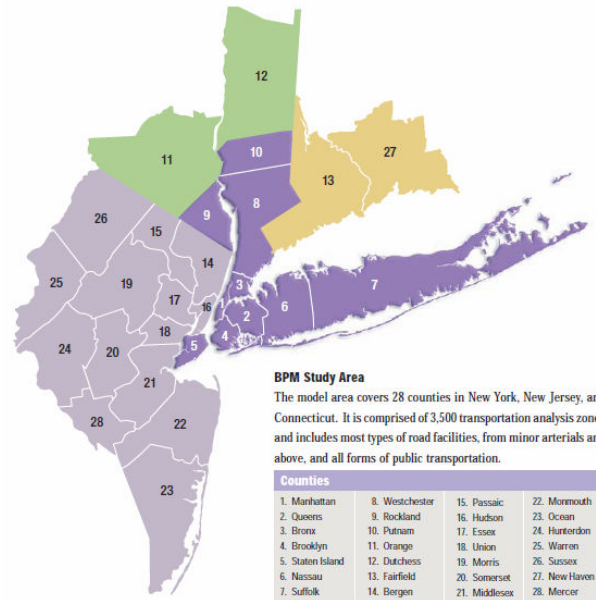 12
10
27
11
13
8
9
26
15
14
7
3
25
19
17
6
16
1
2
18
4
24
5
20
21
28
22
23
BPM Study Area
The model area covers 28 counties in New York, New Jersey,
Connecticut. It is comprised of 3,500 transportation analysis
and includes most types of road facilities, from minor arterials
above, and all forms of public transportation.
Counties
1. Manhattan 8. Westchester 15. Passaic 22. Monmouth
2. Queens 9. Rockland 16. Hudson 23. Ocean
3. Bronx 10. Putnam 17. Essex 24. Hunterdon
4. Brooklyn 11. Orange 18. Union 25. Warren
5. Staten Island 12. Dutchess 19. Morris 26. Sussex
6. Nassau 13. Fairfield 20. Somerset 27. New Haven
7. Suffolk 14. Bergen 21. Middlesex 28. Mercer